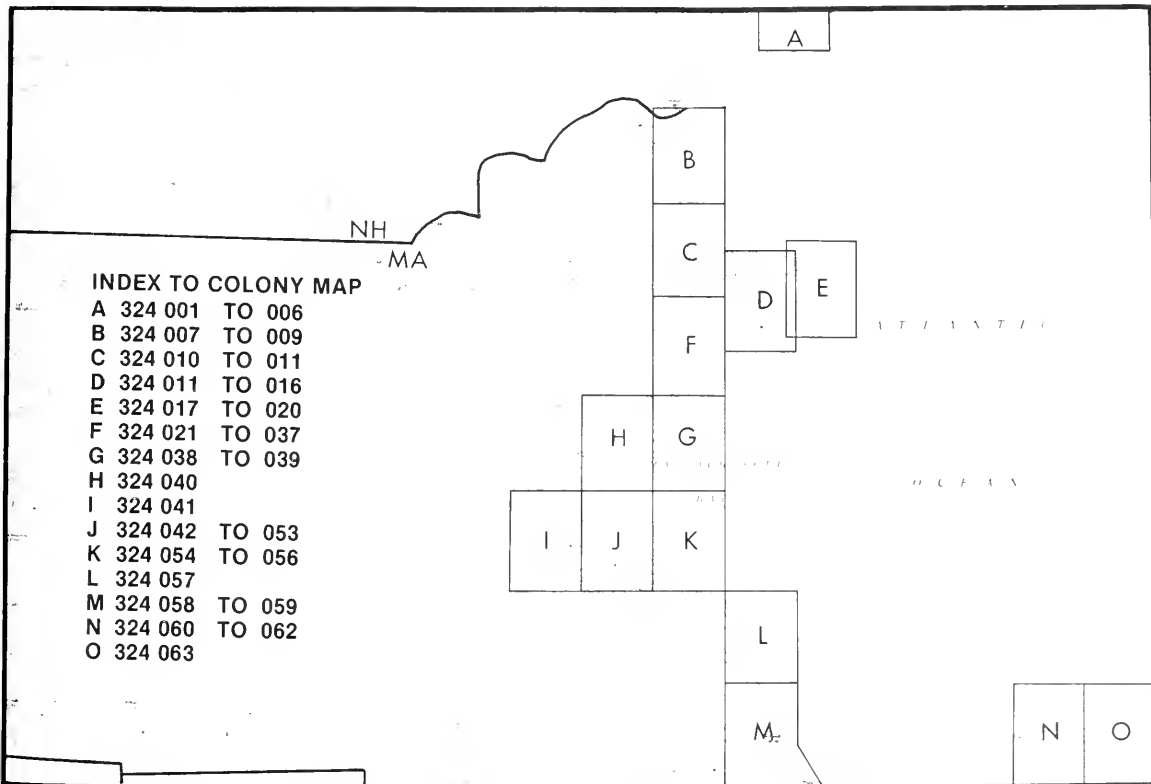 A
B
NH
MA
C
D
E
INDEX TO COLONY MAP
A 324 001 TO 006
B 324 007 TO 009
C 324 010 TO 011
D 324 011 TO 016
E 324 017 TO 020
F 324 021 TO 037
G 324 038 TO 039
H 324 040
I 324 041
J 324 042 TO 053
K 324 054 TO 056
L 324 057
M 324 058 TO 059
N 324 060 TO 062
O 324 063
ATLANTIC
F
H
G
OCEAN
I
J
K
L
M
N
O